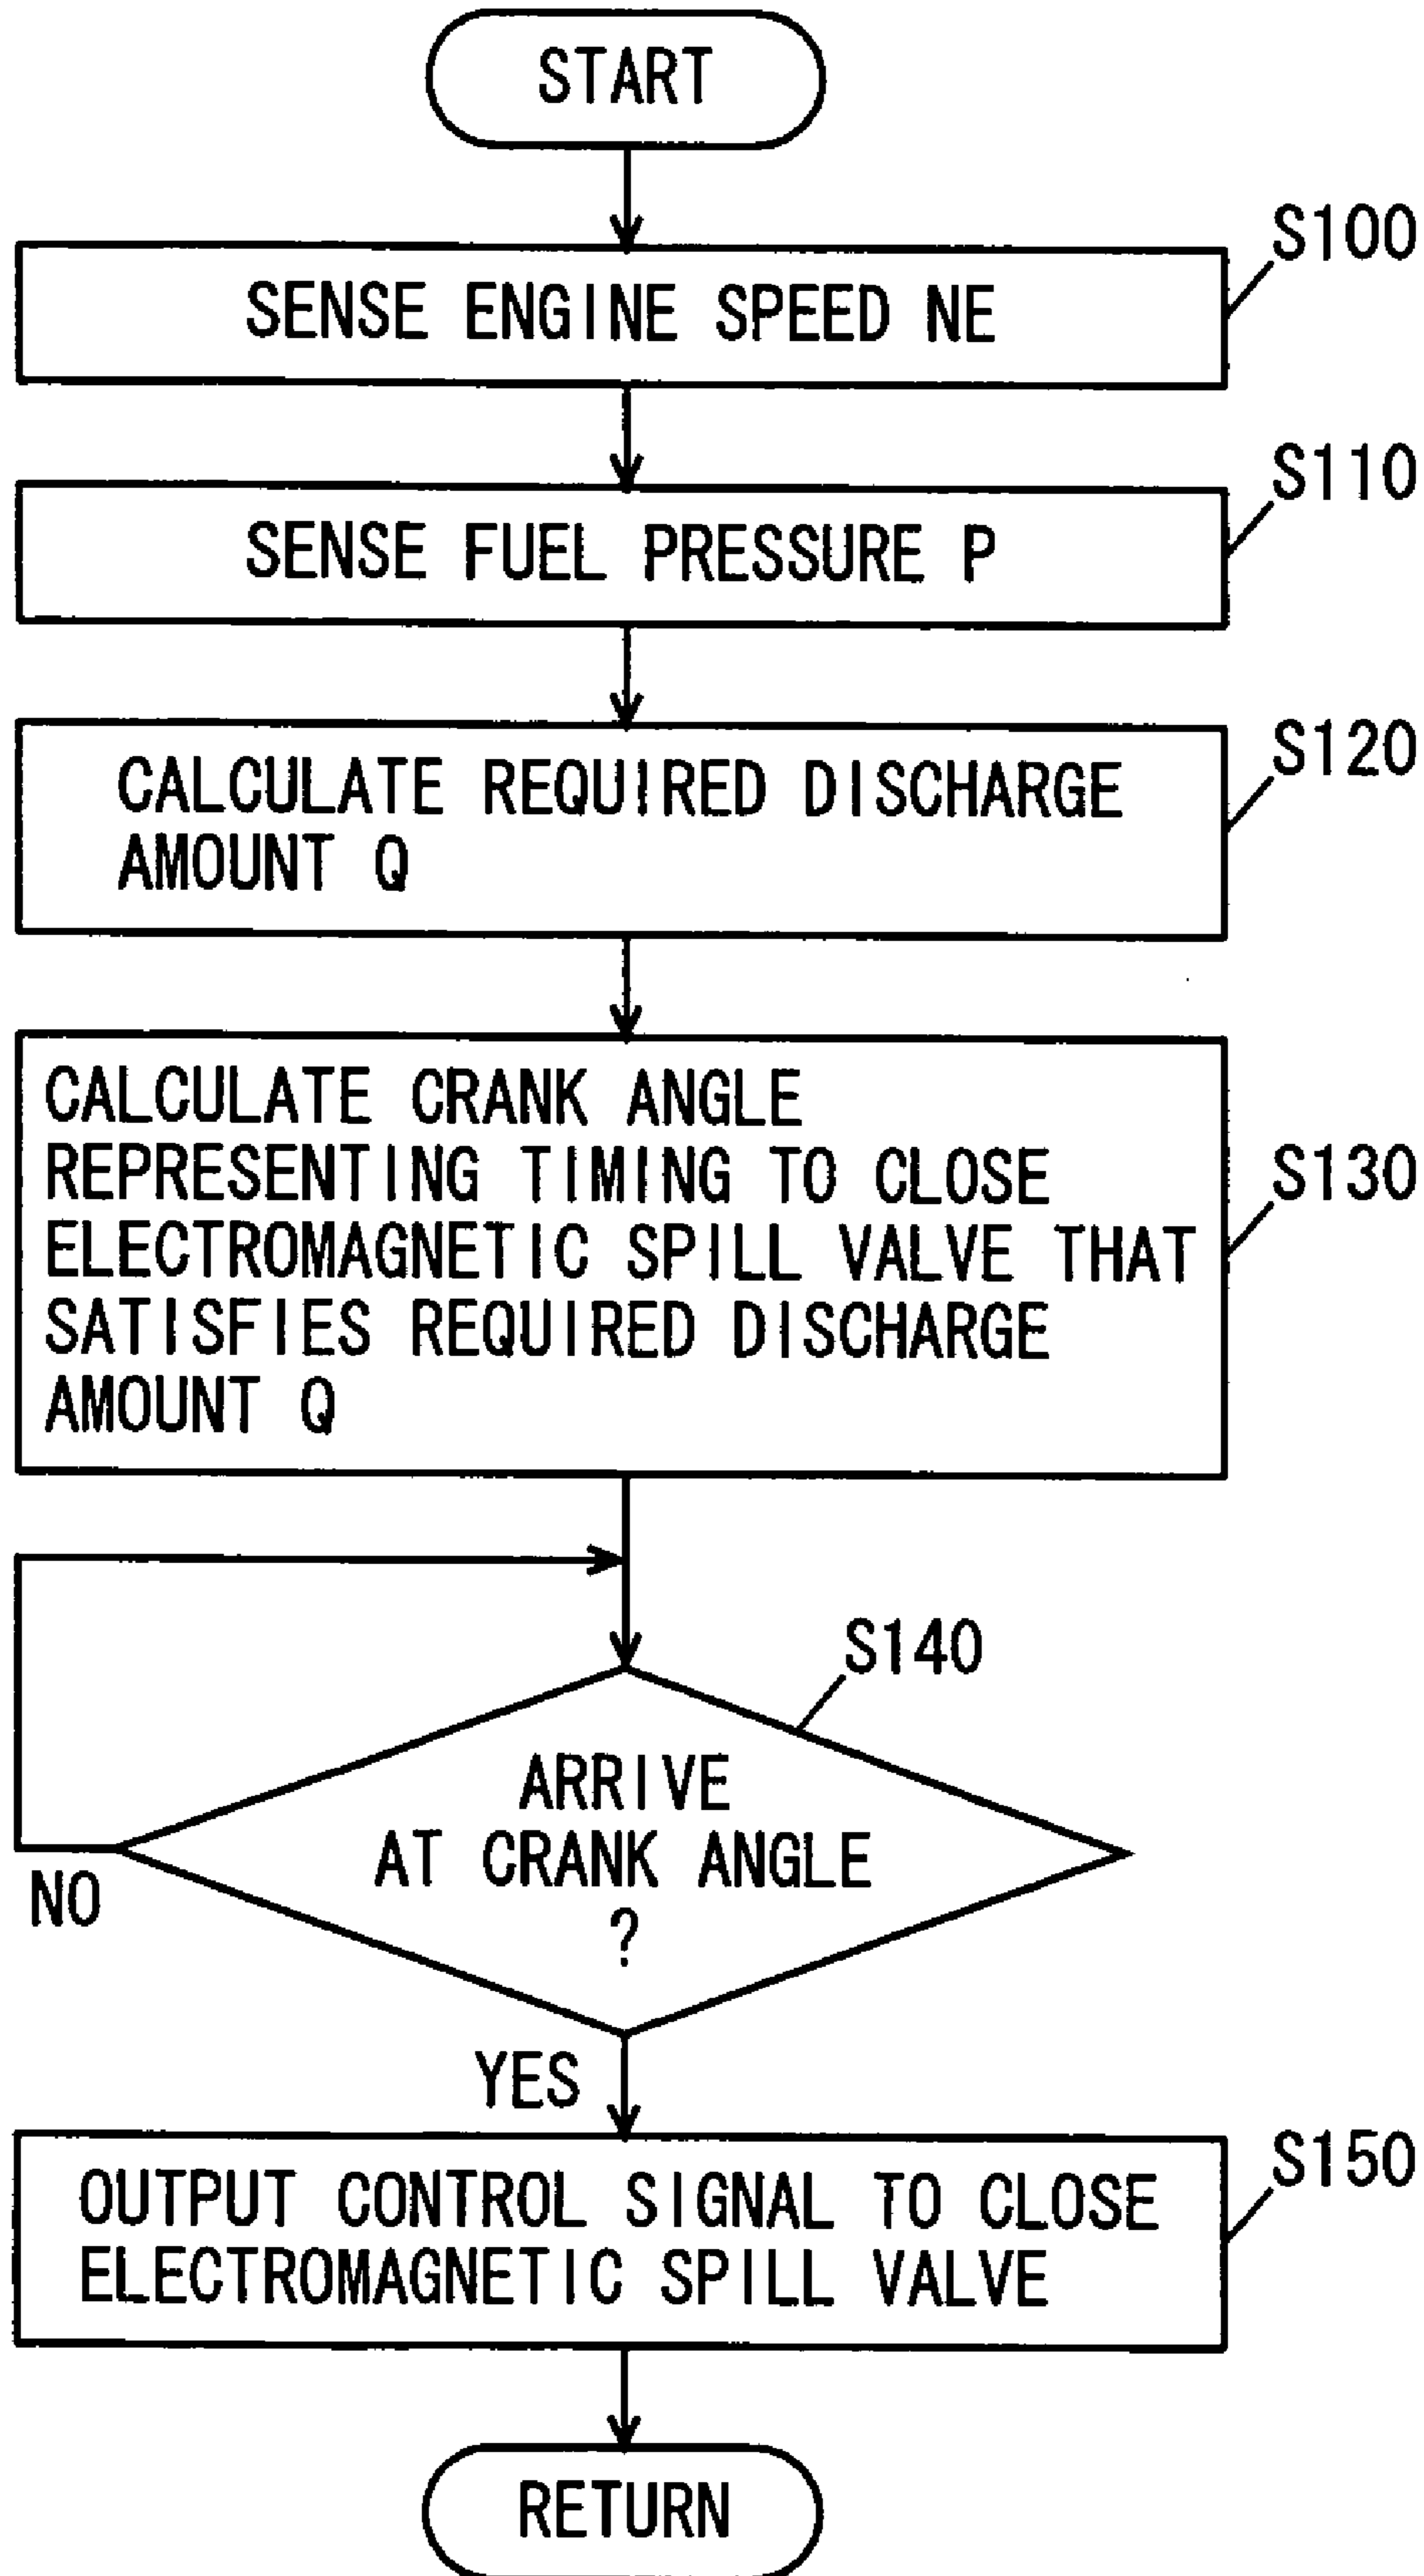 START
S100
SENSE ENGINE SPEED NE
S110
SENSE FUEL PRESSURE P
S120
CALCULATE REQUIRED DISCHARGE
AMOUNT Q
S130
CALCULATE CRANK ANGLE
REPRESENTING TIMING TO CLOSE
ELECTROMAGNETIC SPILL VALVE THAT
SATISFIES REQUIRED DISCHARGE
AMOUNT Q
S140
ARRIVE
AT CRANK ANGLE
?
NO
YES
S150
OUTPUT CONTROL SIGNAL TO CLOSE
ELECTROMAGNETIC SPILL VALVE
RETURN